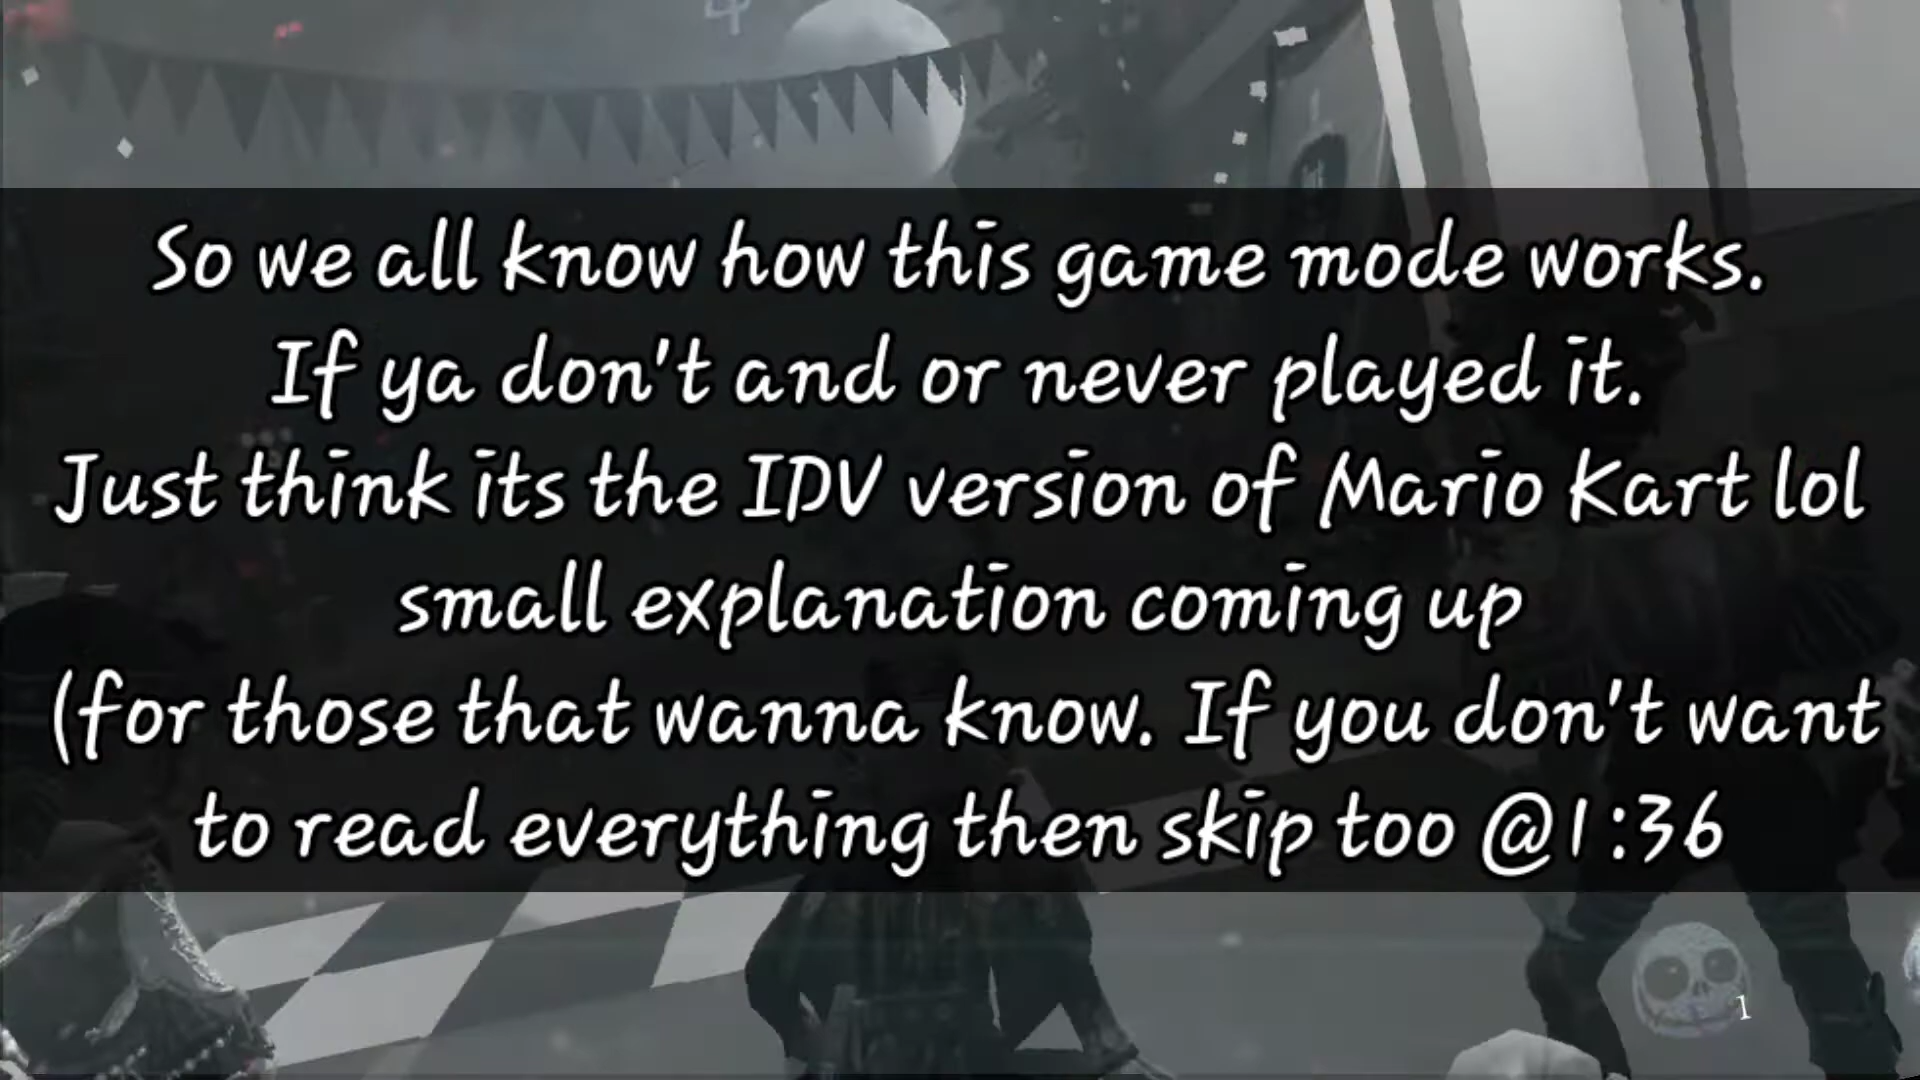 So we all know how this game mode works.
If ya don't and or never played it.
Just think its the IDV version of Mario Kart lol
small explanation coming up
(for those that wanna know. If you don't want
to read everything then skip too @1:36
1